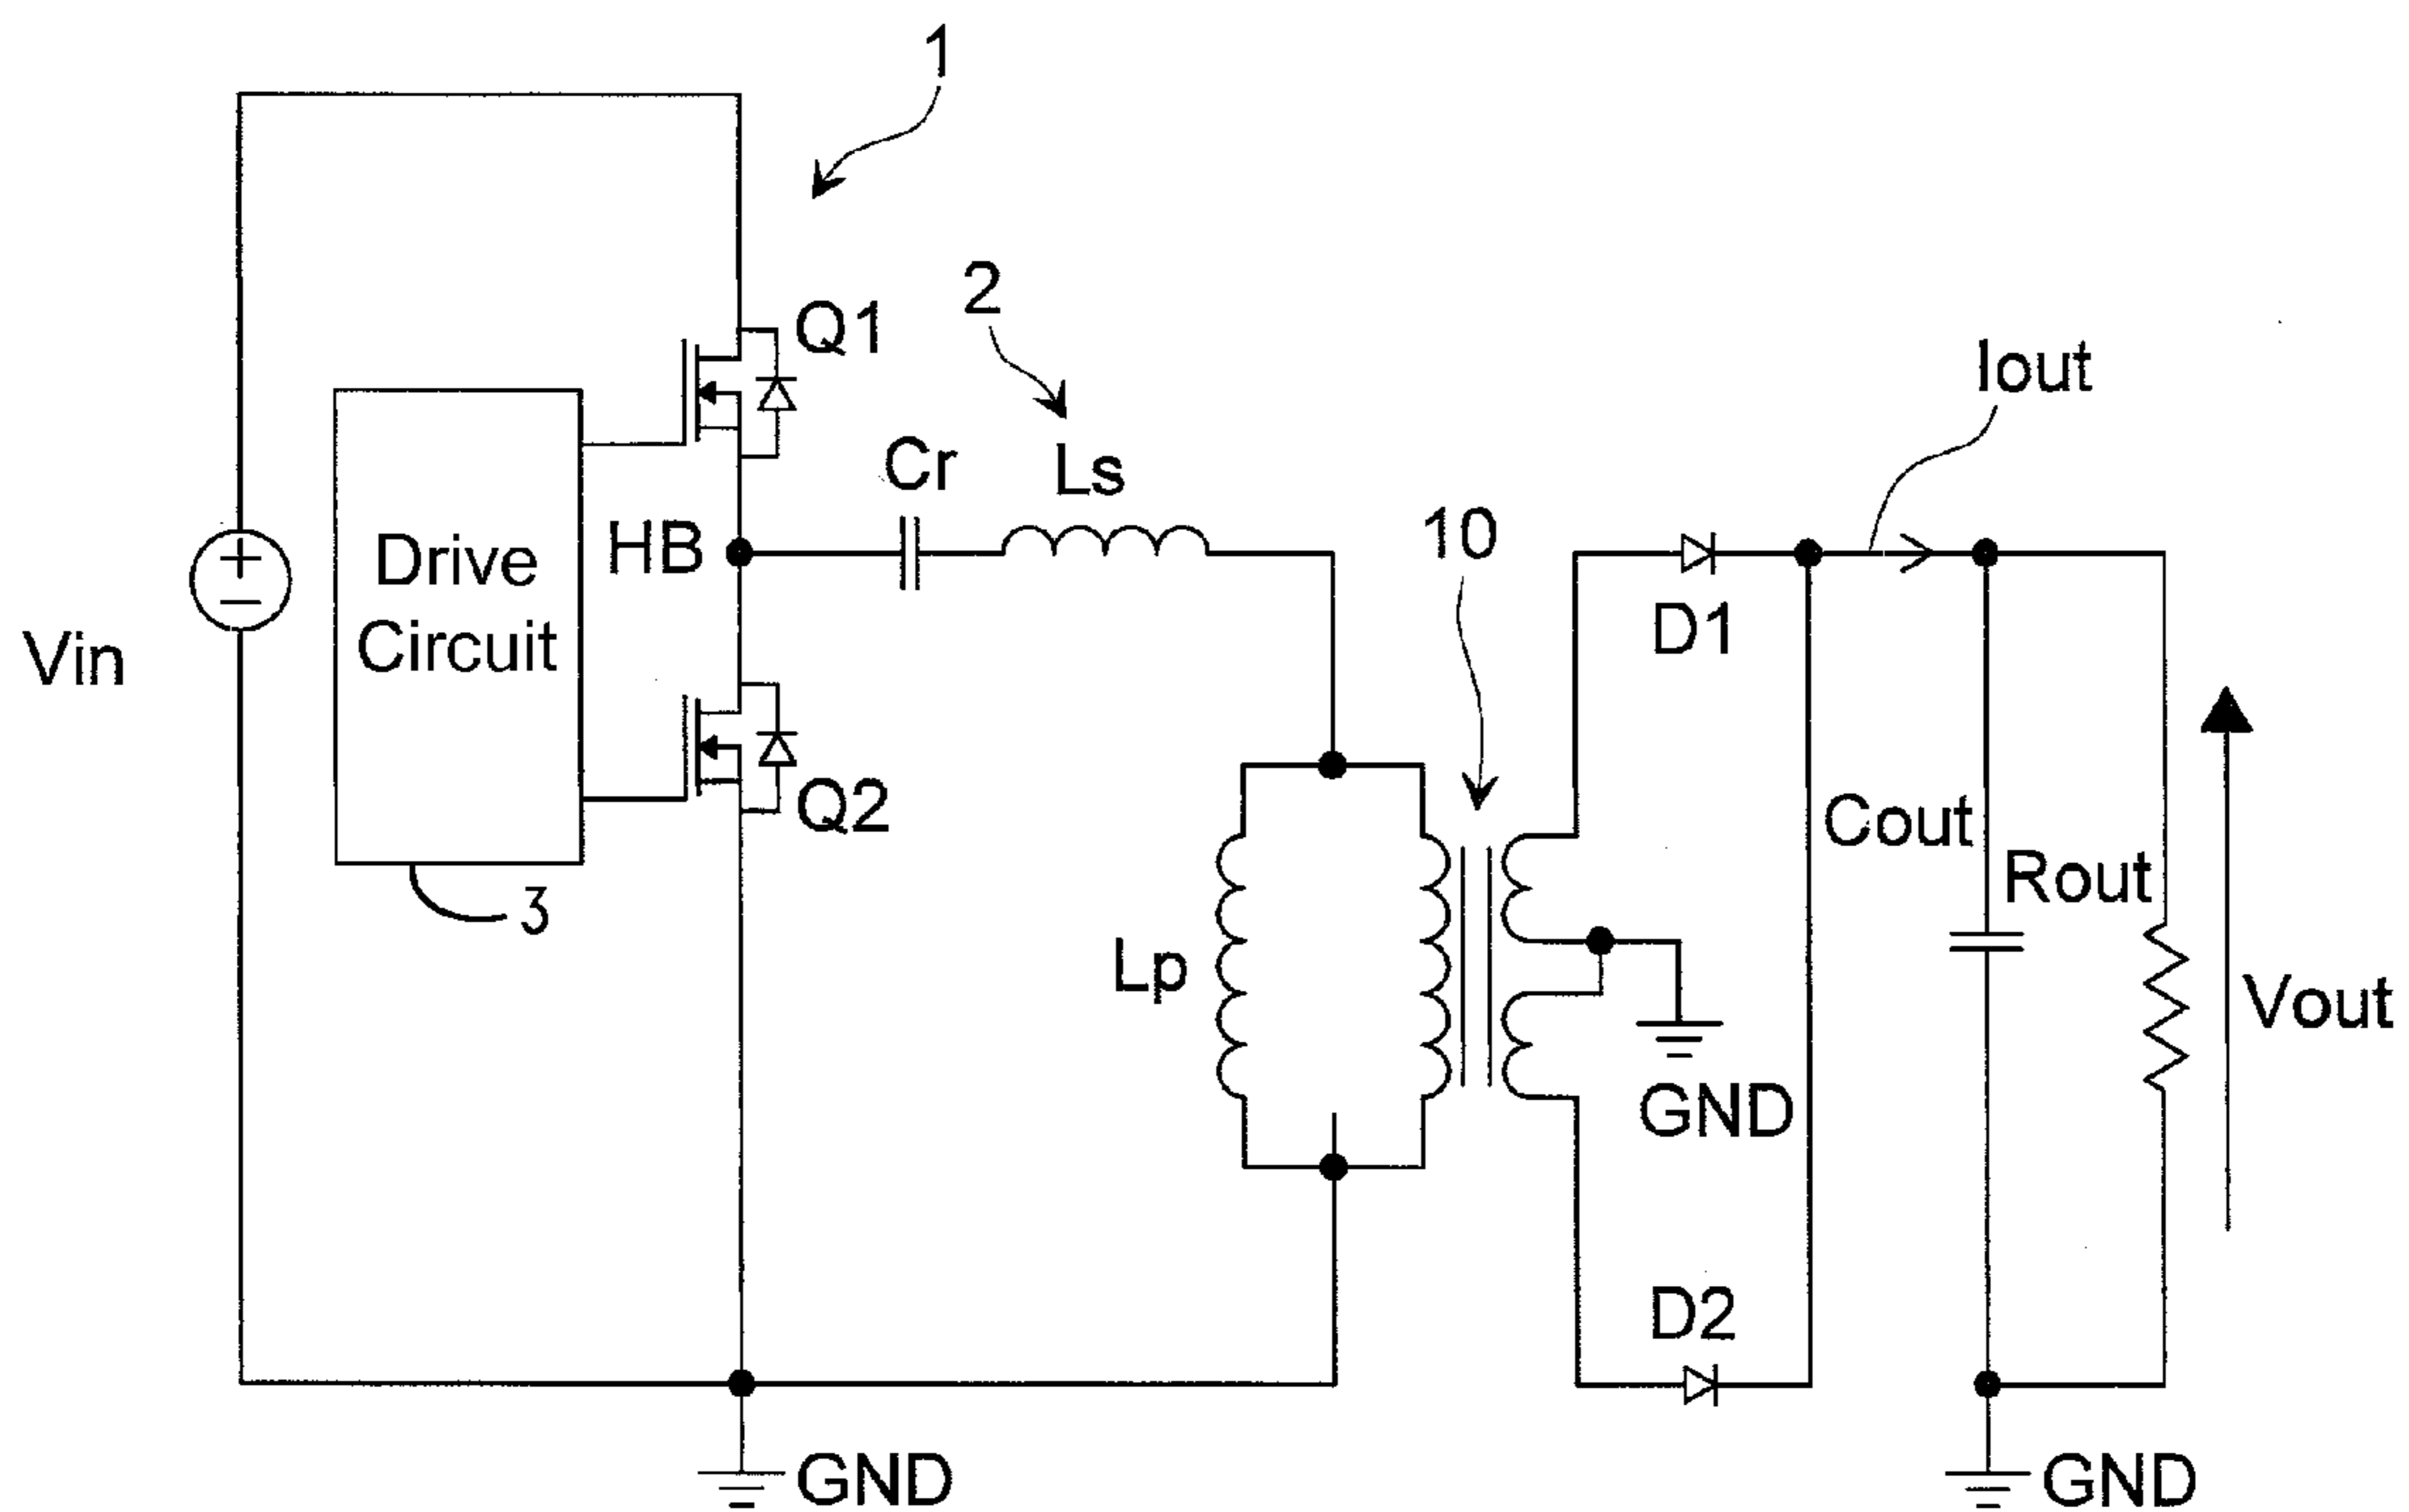 1
2
Q1
Iout
Cr
Ls
10
HB
Drive
Circuit
D1
Vin
Q2
Cout
Rout
3
Lp
Vout
GND
D2
GND
GND